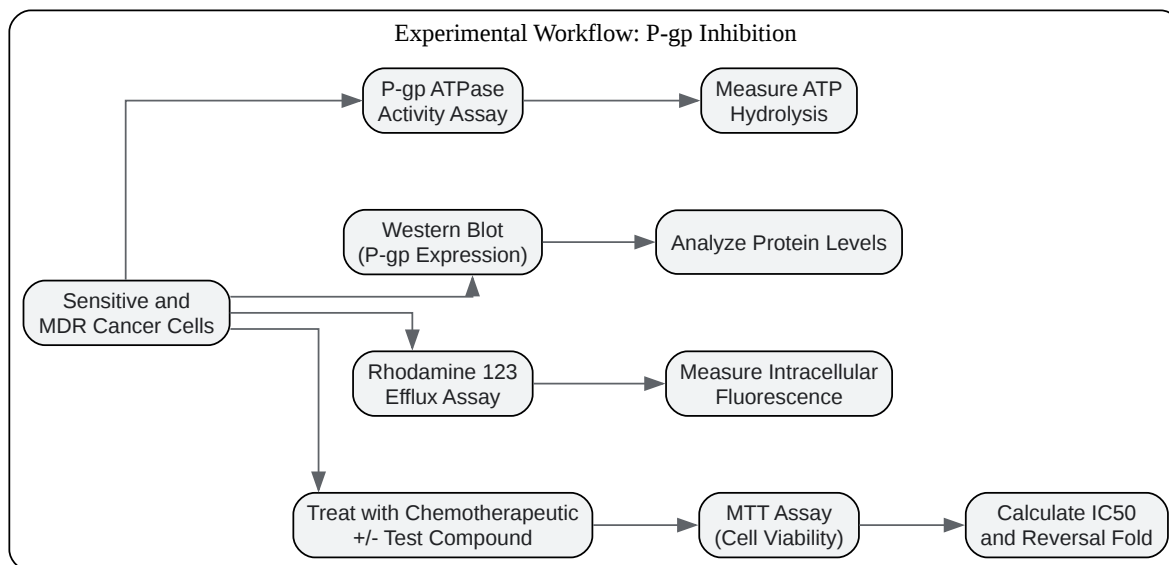 Experimental Workflow: P-gp Inhibition
P-gp ATPase
Activity Assay
Measure ATP
Hydrolysis
Western Blot
(P-gp Expression)
Analyze Protein Levels
Sensitive and
MDR Cancer Cells
Rhodamine 123
Efflux Assay
Measure Intracellular
Fluorescence
Treat with Chemotherapeutic
+/- Test Compound
MTT Assay
(Cell Viability)
Calculate IC50
and Reversal Fold